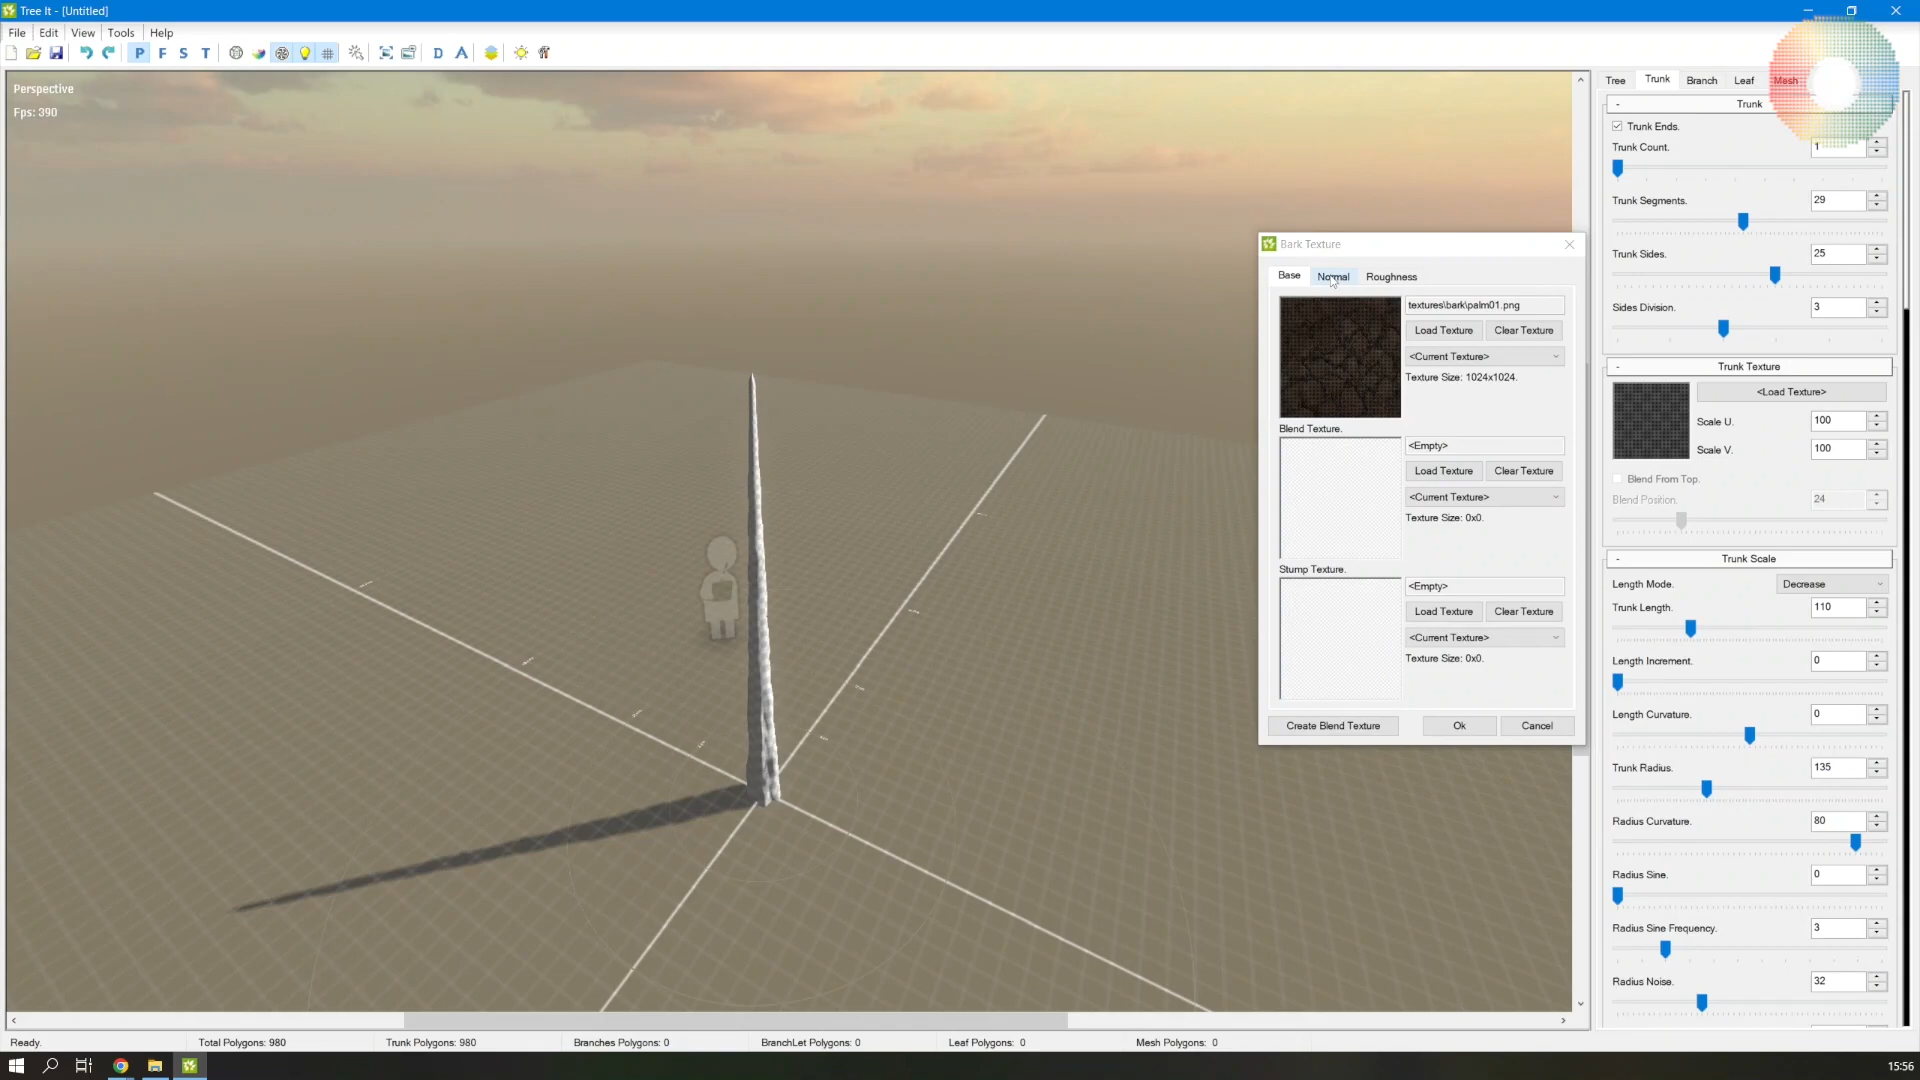 Tree It - [Untitled]
File Edit View Tools Help
P F S T D A
Perspective
Fps: 390
Tree Trunk Branch Leaf Mesh
- Trunk
Trunk Ends.
Trunk Count. 1
Trunk Segments. 29
Trunk Sides. 25
Sides Division. 3
- Trunk Texture
<Load Texture>
Scale U. 100
Scale V. 100
Blend From Top.
Blend Position. 24
- Trunk Scale
Length Mode. Decrease
Trunk Length. 110
Length Increment. 0
Length Curvature. 0
Trunk Radius. 135
Radius Curvature. 80
Radius Sine. 0
Radius Sine Frequency. 3
Radius Noise. 32
Bark Texture
Base Normal Roughness
textures\bark\palm01.png
Load Texture Clear Texture
<Current Texture>
Texture Size: 1024x1024.
Blend Texture.
<Empty>
Load Texture Clear Texture
<Current Texture>
Texture Size: 0x0.
Stump Texture.
<Empty>
Load Texture Clear Texture
<Current Texture>
Texture Size: 0x0.
Create Blend Texture Ok Cancel
Ready. Total Polygons: 980 Trunk Polygons: 980 Branches Polygons: 0 BranchLet Polygons: 0 Leaf Polygons: 0 Mesh Polygons: 0
15:56